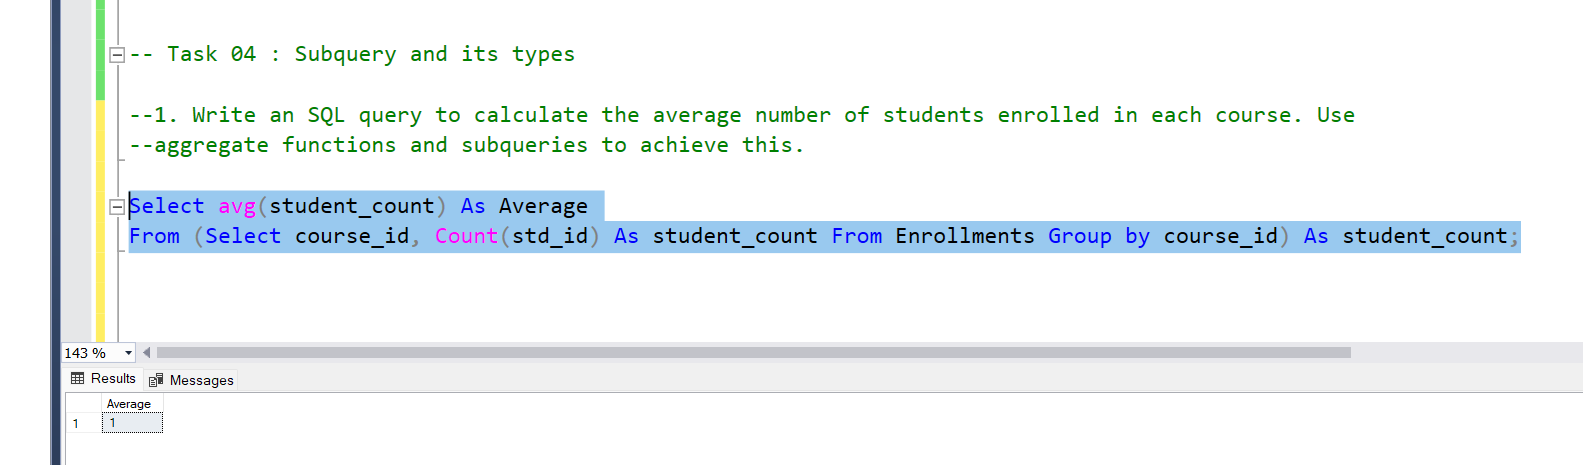 -- Task 04 : Subquery and its types
--1. Write an SQL query to calculate the average number of students enrolled in each course. Use
--aggregate functions and subqueries to achieve this.
Select avg(student_count) As Average
From (Select course_id, Count(std_id) As student_count From Enrollments Group by course_id) As student_count;
143 %
Results Messages
Average
1 1